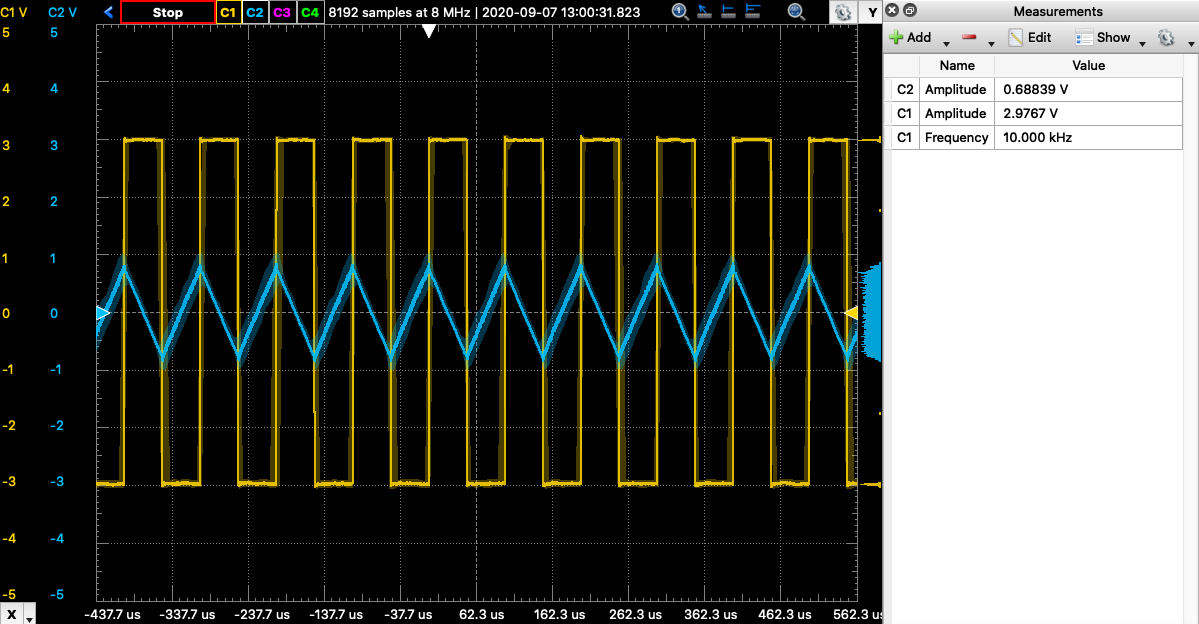 C1 V C2 V Stop C1 C2 C3 C4 8192 samples at 8 MHz | 2020-09-07 13:00:31.823 Y Measurements
Add Edit Show
Name Value
C2 Amplitude 0.68839 V
C1 Amplitude 2.9767 V
C1 Frequency 10.000 kHz
5 5
4 4
3 3
2 2
1 1
0 0
-1 -1
-2 -2
-3 -3
-4 -4
-5 -5
X -437.7 us -337.7 us -237.7 us -137.7 us -37.7 us 62.3 us 162.3 us 262.3 us 362.3 us 462.3 us 562.3 us